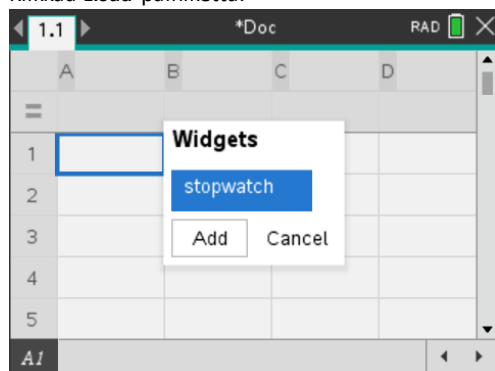 1.1 *Doc RAD
A B C D
=
1
2
3
4
5
Widgets
stopwatch
Add Cancel
A1